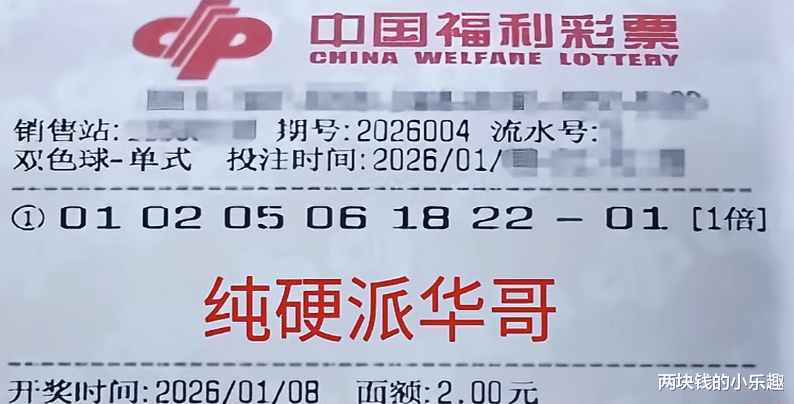 中国福利彩票
CHINA WELFARE LOTTERY
销售站: 期号:2026004 流水号:
双色球-单式 投注时间:2026/01/
① 01 02 05 06 18 22 - 01 [1倍]
纯硬派华哥
开奖时间:2026/01/08 面额:2.00元
两块钱的小乐趣